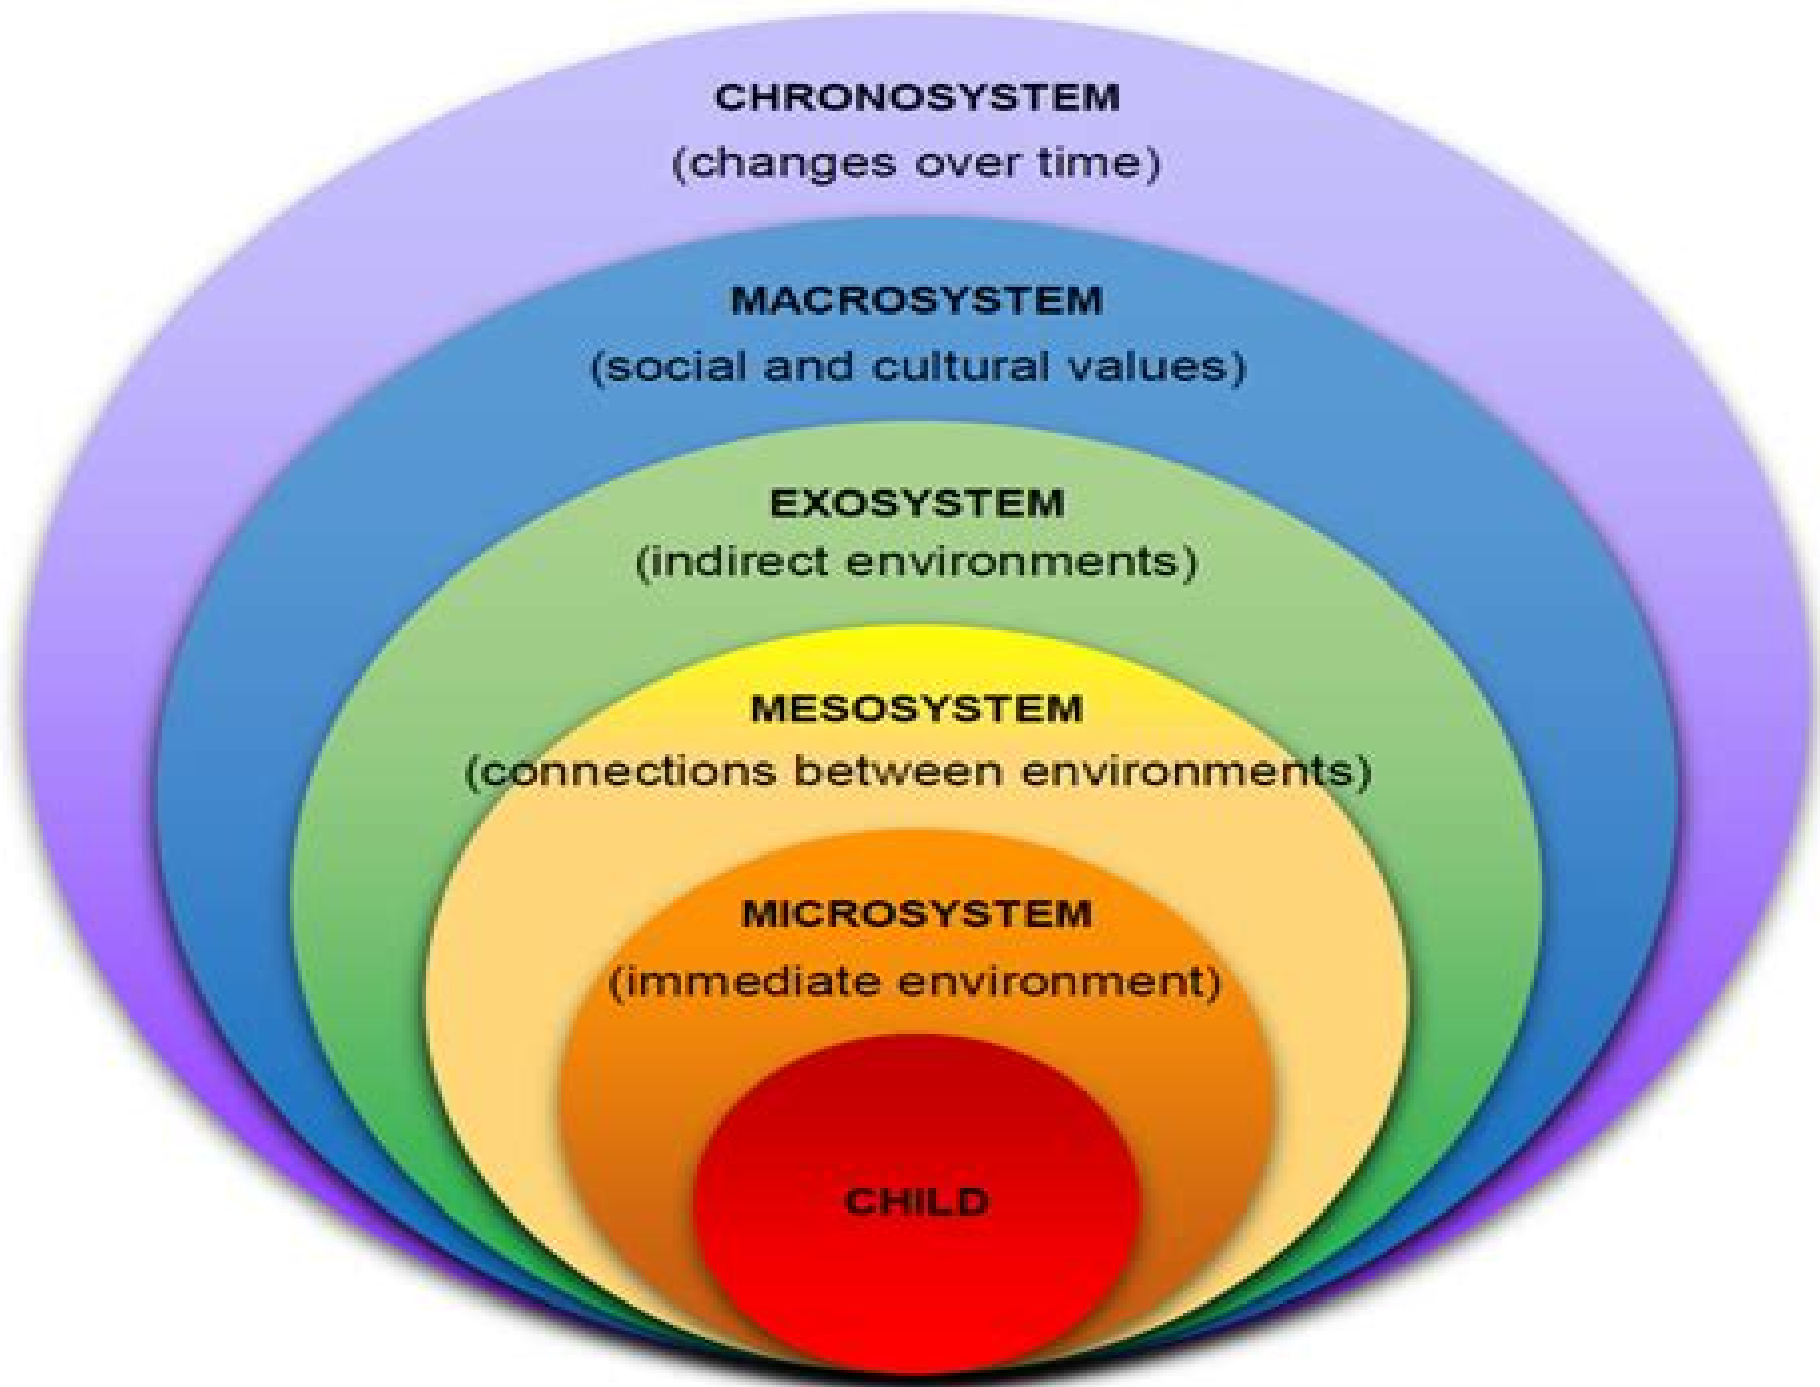 CHRONOSYSTEM
(changes over time)
MACROSYSTEM
(social and cultural values)
EXOSYSTEM
(indirect environments)
MESOSYSTEM
(connections between environments)
MICROSYSTEM
(immediate environment)
CHILD